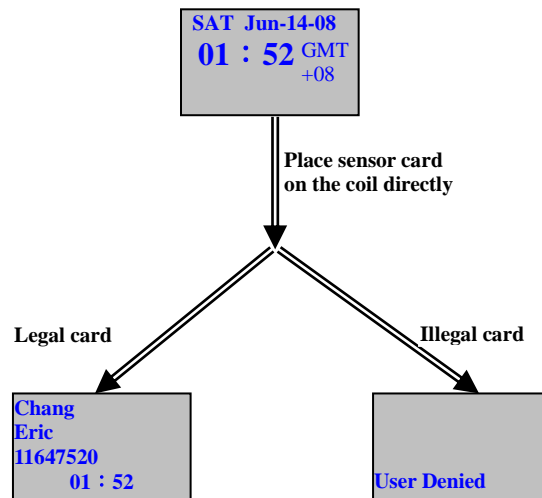 SAT Jun-14-08
01：52 GMT
+08
Place sensor card
on the coil directly
Legal card
Illegal card
Chang
Eric
11647520
01：52
User Denied